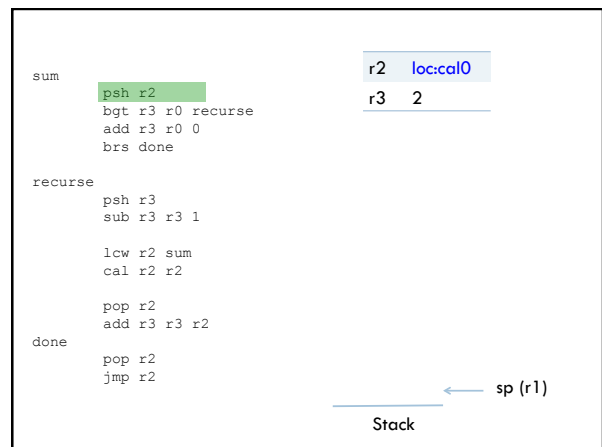 sum
psh r2
bgt r3 r0 recurse
add r3 r0 0
brs done
recurse
psh r3
sub r3 r3 1
lcw r2 sum
cal r2 r2
pop r2
add r3 r3 r2
done
pop r2
jmp r2
r2 loc:cal0
r3 2
sp (r1)
Stack